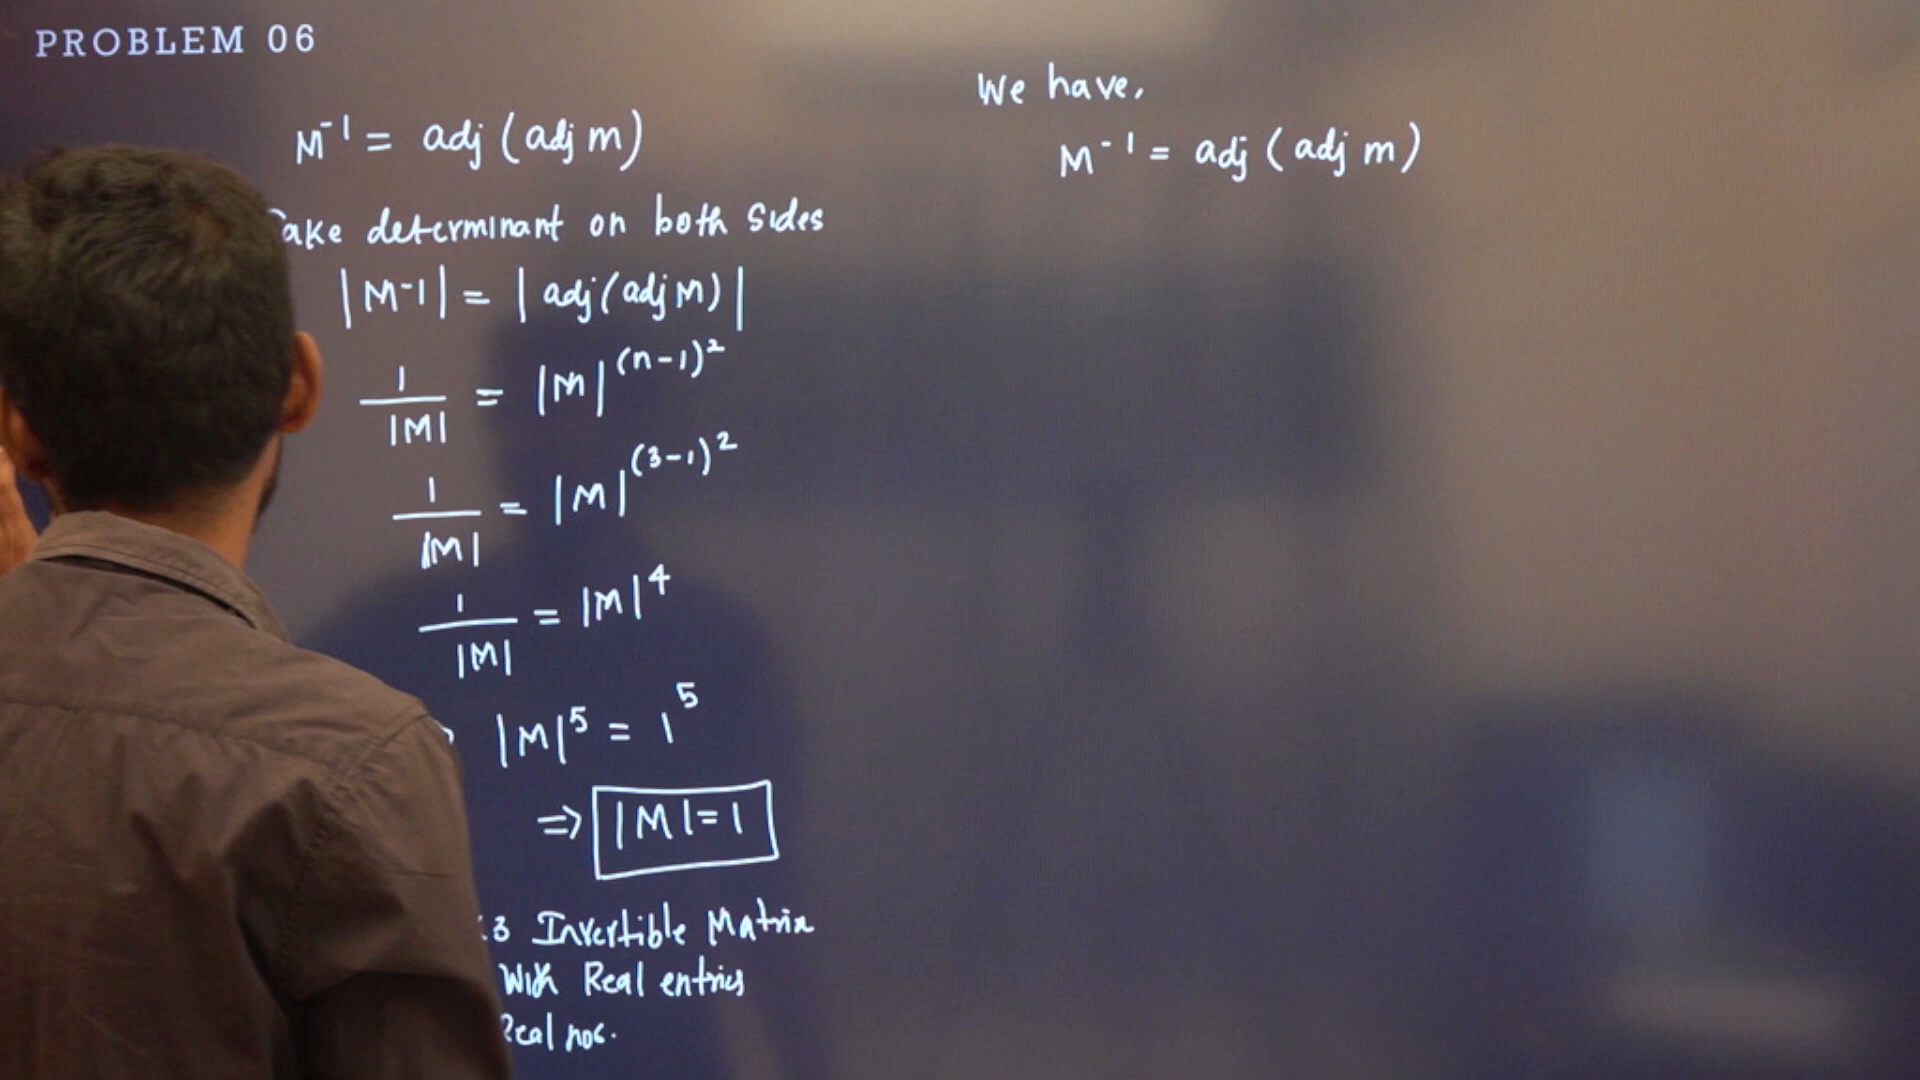 PROBLEM 06
M⁻¹ = adj (adj m)
determinant on both Sides
|M-1| = | adj(adj M) |
1/|M| = |M|^(n-1)²
1/|M| = |M|^(3-1)²
1/|M| = |M|⁴
|M|⁵ = 1⁵
⇒ |M| = 1
3 Invertible Matrix
With Real entries
Real nos.
We have,
M⁻¹ = adj (adj m)